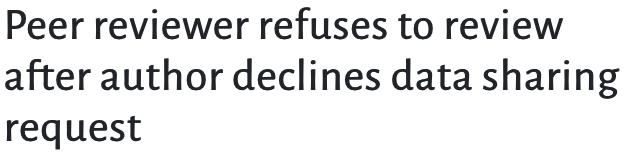 Peer reviewer refuses to review
after author declines data sharing
request